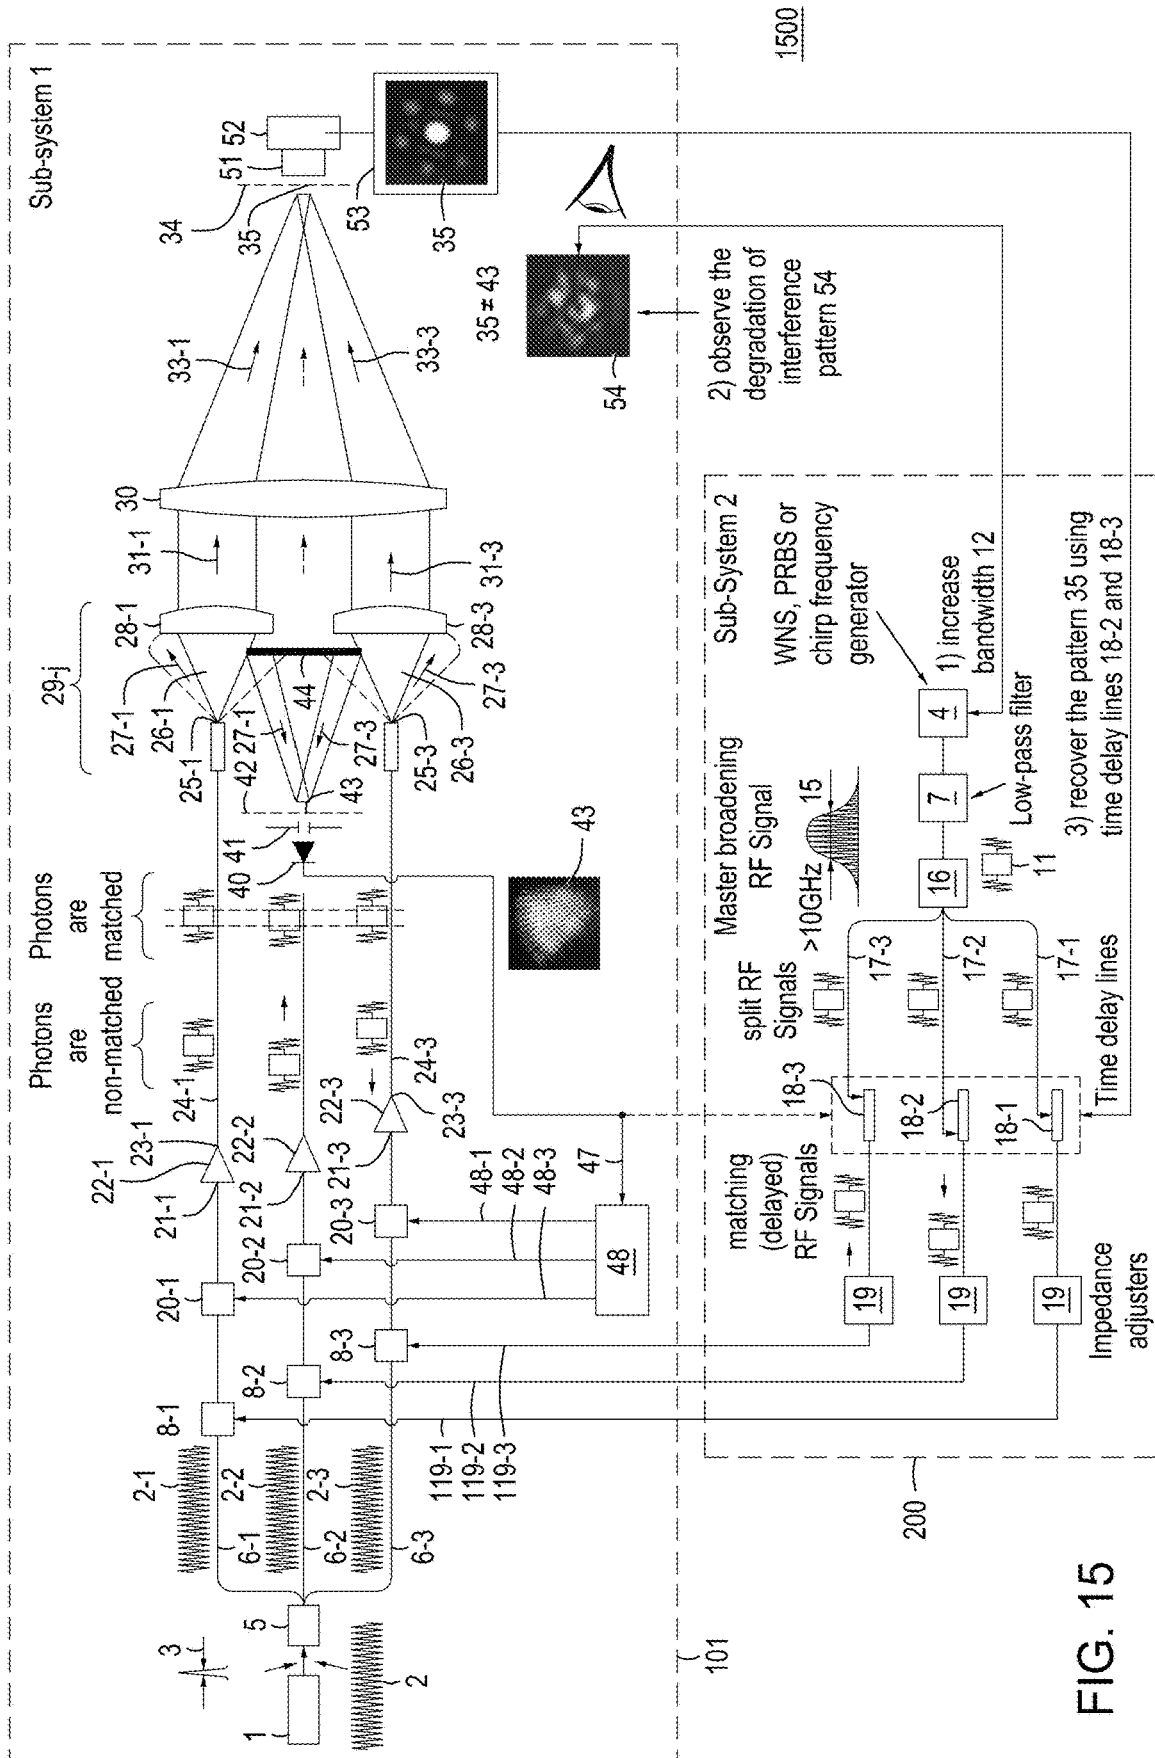 1500
Sub-system 1
34
35
51
52
53
35
33-1
33-3
54
35 ≠ 43
2) observe the
degradation of
interference
pattern 54
30
31-1
31-3
29-j
28-1
28-3
27-1
26-1
25-1
44
27-3
26-3
25-3
42
27-1
27-3
43
41
40
43
Photons
are
matched
Photons
are
non-matched
24-1
24-3
23-1
22-1
21-1
22-2
21-2
22-3
23-3
21-3
20-1
20-2
20-3
48-1
48-2
48-3
47
48
8-1
8-2
8-3
2-1
2-2
2-3
6-1
6-2
6-3
119-1
119-2
119-3
5
3
1
2
101
Sub-System 2
WNS, PRBS or
chirp frequency
generator
1) increase
bandwidth 12
4
7
Low-pass filter
Master broadening
RF Signal
>10GHz
15
16
11
3) recover the pattern 35 using
time delay lines 18-2 and 18-3
split RF
Signals
17-3
17-2
17-1
18-3
18-2
18-1
Time delay lines
matching
(delayed)
RF Signals
19
19
19
Impedance
adjusters
200
FIG. 15